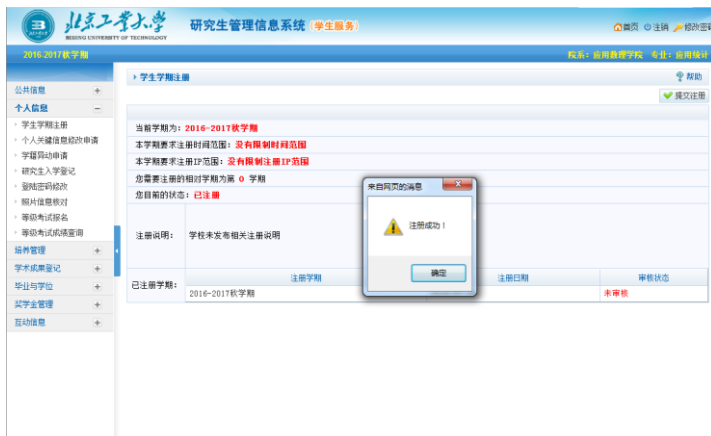 北京工业大学
BEIJING UNIVERSITY OF TECHNOLOGY
研究生管理信息系统(学生服务)
首页 注销 修改密码
2016-2017秋学期
院系: 应用数理学院 专业: 应用统计
学生学期注册
帮助
提交注册
公共信息
个人信息
学生学期注册
个人关键信息修改申请
学籍异动申请
研究生入学登记
登陆密码修改
照片信息核对
等级考试报名
等级考试成绩查询
培养管理
学术成果登记
毕业与学位
奖学金管理
互动信息
当前学期为: 2016-2017秋学期
本学期要求注册时间范围: 没有限制时间范围
本学期要求注册IP范围: 没有限制注册IP范围
您需要注册的相对学期为第 0 学期
您目前的状态: 已注册
注册说明: 学校未发布相关注册说明
已注册学期:
注册学期 注册日期 审核状态
2016-2017秋学期 未审核
来自网页的消息
注册成功！
确定